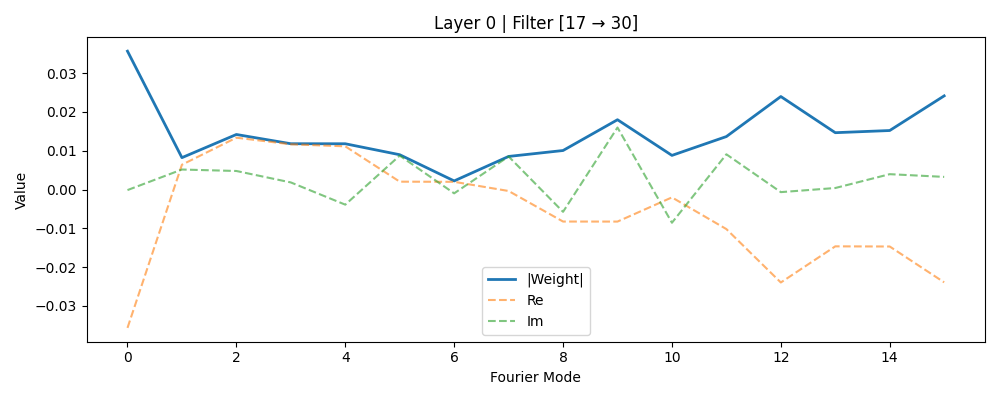 Layer 0 | Filter [17 → 30]
Value
0.03
0.02
0.01
0.00
−0.01
−0.02
−0.03
|Weight|
Re
Im
0 2 4 6 8 10 12 14
Fourier Mode